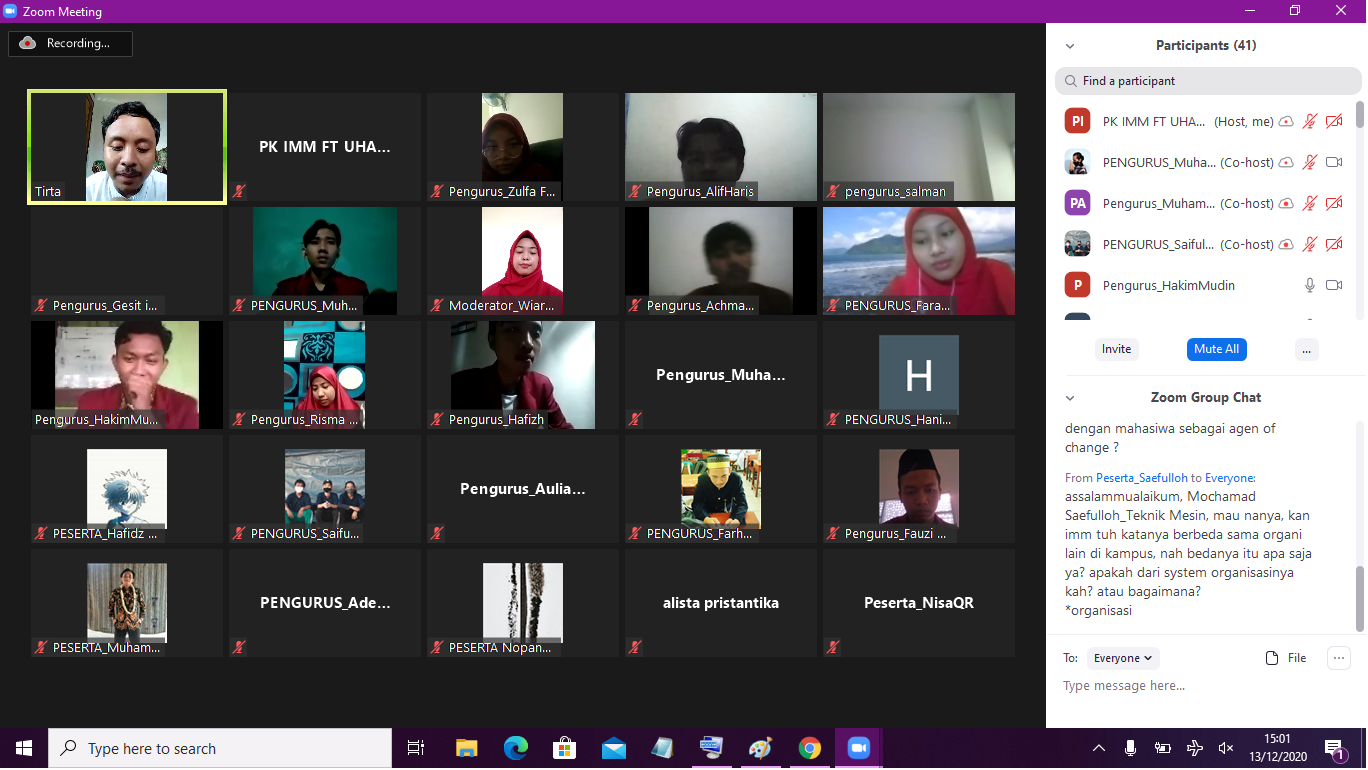 Zoom Meeting
Recording...
Tirta
PK IMM FT UHA...
Pengurus_Zulfa F...
Pengurus_AlifHaris
pengurus_salman
Pengurus_Gesit i...
PENGURUS_Muh...
Moderator_Wiar...
Pengurus_Achma...
PENGURUS_Fara...
Pengurus_HakimMu...
Pengurus_Risma ...
Pengurus_Hafizh
Pengurus_Muha...
H
PENGURUS_Hani...
PESERTA_Hafidz ...
PENGURUS_Saifu...
Pengurus_Aulia...
PENGURUS_Farh...
Pengurus_Fauzi ...
PESERTA_Muham...
PENGURUS_Ade...
PESERTA Nopan...
alista pristantika
Peserta_NisaQR
Participants (41)
Find a participant
PI PK IMM FT UHA... (Host, me)
PENGURUS_Muha... (Co-host)
PA Pengurus_Muham... (Co-host)
PENGURUS_Saiful... (Co-host)
P Pengurus_HakimMudin
Invite Mute All ...
Zoom Group Chat
dengan mahasiwa sebagai agen of
change ?
From Peserta_Saefulloh to Everyone:
assalammualaikum, Mochamad
Saefulloh_Teknik Mesin, mau nanya, kan
imm tuh katanya berbeda sama organi
lain di kampus, nah bedanya itu apa saja
ya? apakah dari system organisasinya
kah? atau bagaimana?
*organisasi
To: Everyone File ...
Type message here...
Type here to search
15:01
13/12/2020
1